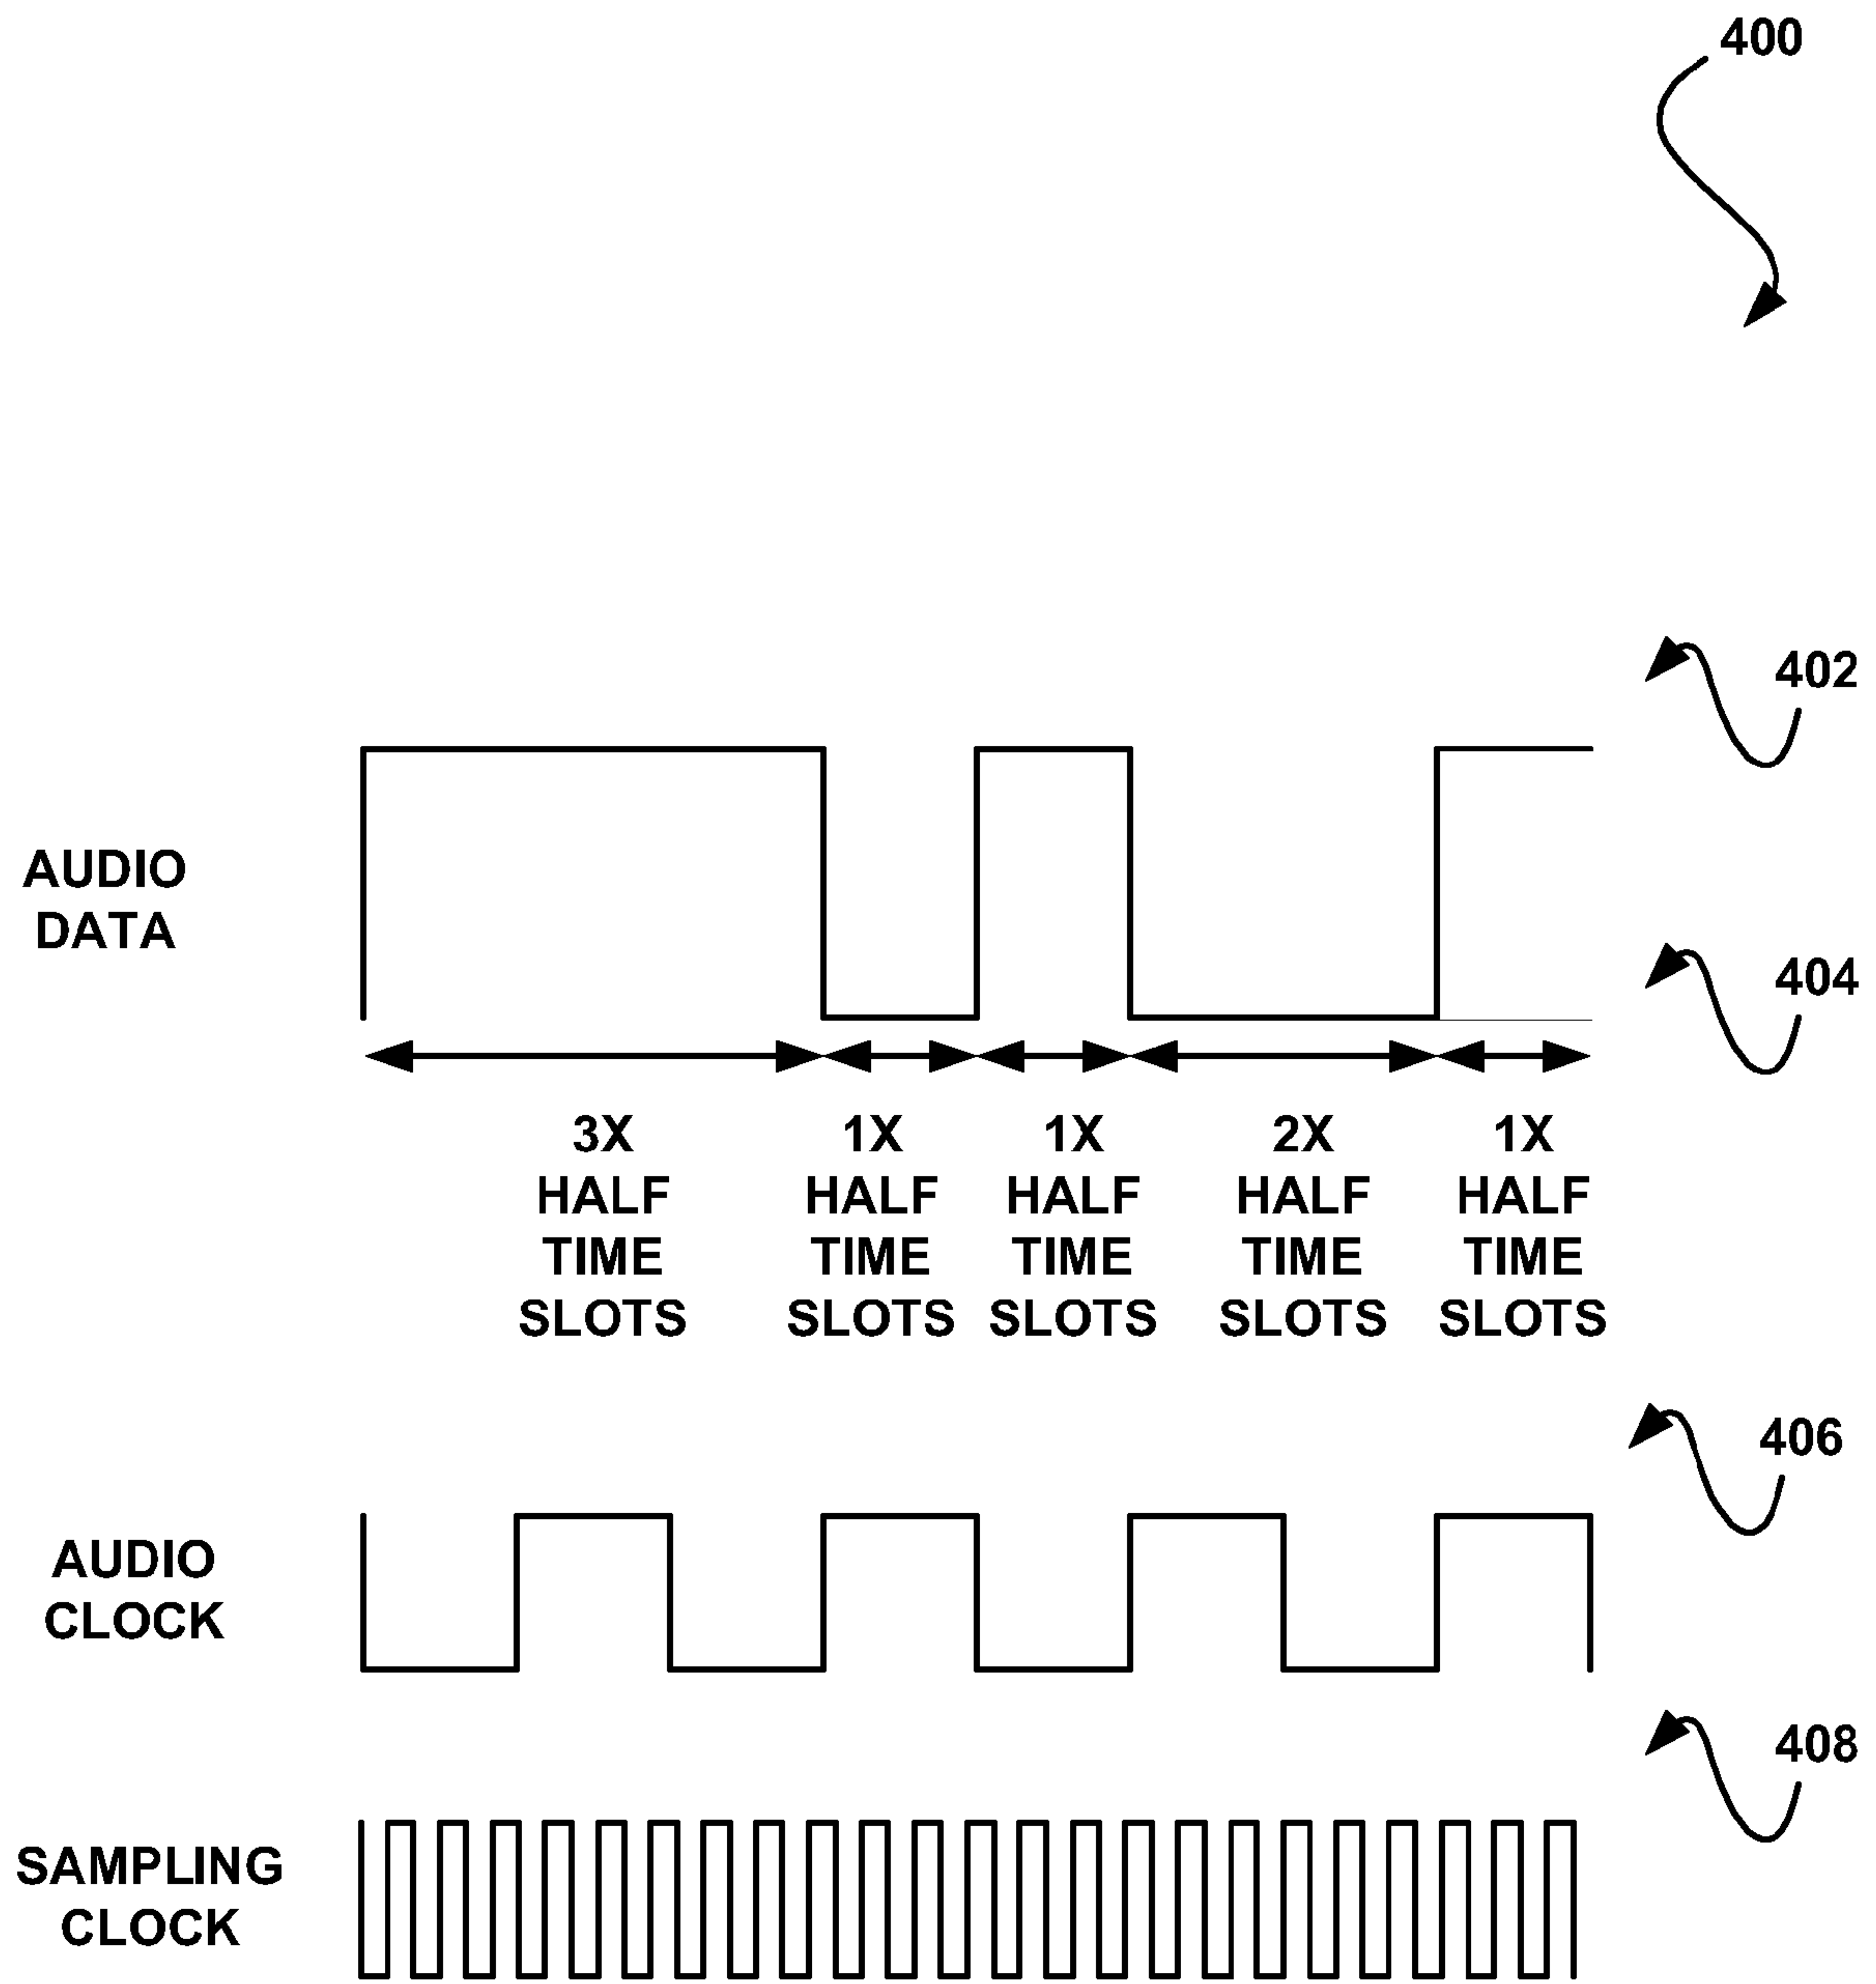 400
402
AUDIO
DATA
404
3X
HALF
TIME
SLOTS
1X
HALF
TIME
SLOTS
1X
HALF
TIME
SLOTS
2X
HALF
TIME
SLOTS
1X
HALF
TIME
SLOTS
406
AUDIO
CLOCK
408
SAMPLING
CLOCK